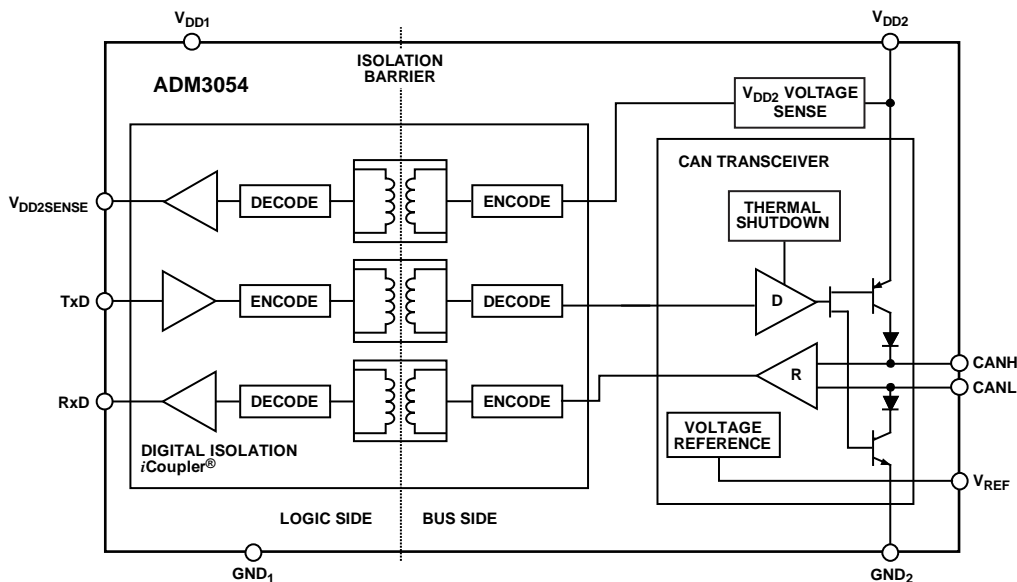 VDD1
VDD2
ADM3054
ISOLATION
BARRIER
VDD2 VOLTAGE
SENSE
CAN TRANSCEIVER
VDD2SENSE
DECODE
ENCODE
THERMAL
SHUTDOWN
TxD
ENCODE
DECODE
D
CANH
RxD
DECODE
ENCODE
R
CANL
VOLTAGE
REFERENCE
DIGITAL ISOLATION
iCoupler®
VREF
LOGIC SIDE
BUS SIDE
GND1
GND2